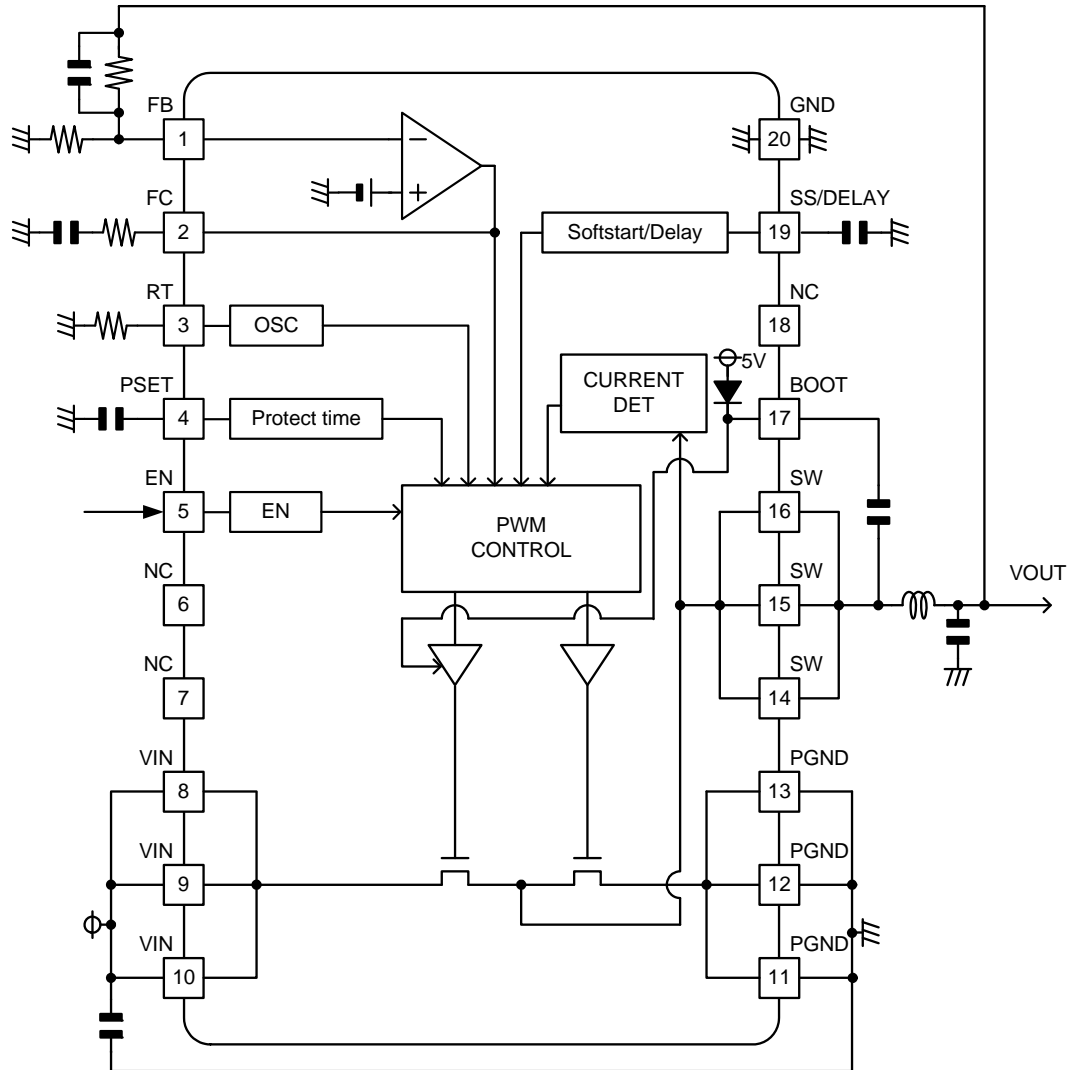 FB
1
GND
20
−
+
FC
2
SS/DELAY
Softstart/Delay
19
RT
3
OSC
NC
18
PSET
4
Protect time
CURRENT
DET
5V
BOOT
17
EN
5
EN
PWM
CONTROL
SW
16
NC
6
SW
15
VOUT
NC
7
SW
14
VIN
8
PGND
13
VIN
9
PGND
12
VIN
10
PGND
11